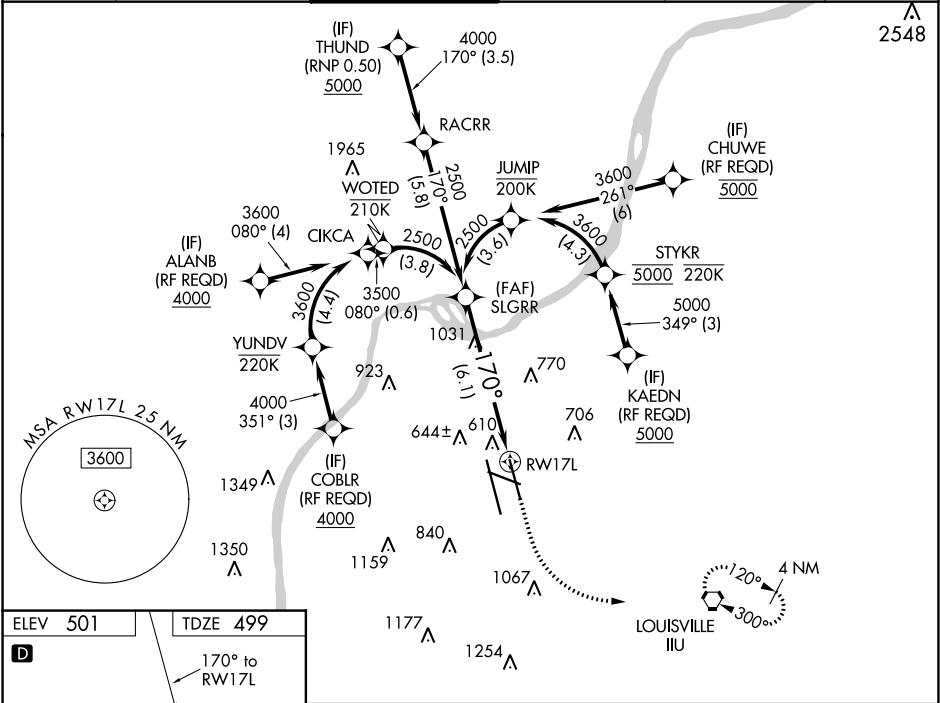 2548
(IF)
THUND
(RNP 0.50)
5000
4000
170° (3.5)
RACRR
2500
170°
(5.8)
1965
WOTED
210K
JUMIP
200K
(IF)
CHUWE
(RF REQD)
5000
3600
261°
(6)
3600
080° (4)
CIKCA
2500
(3.8)
2500
(3.6)
3600
(4.3)
STYKR
5000 220K
(IF)
ALANB
(RF REQD)
4000
3500
080° (0.6)
(FAF)
SLGRR
3600
(4.4)
5000
349° (3)
YUNDV
220K
1031
170°
(6.1)
923
770
(IF)
KAEDN
(RF REQD)
5000
4000
351° (3)
644±
610
706
RW17L
MSA RW17L 25 NM
3600
(IF)
COBLR
(RF REQD)
4000
1349
1350
1159
840
1067
120°
4 NM
300°
LOUISVILLE
IIU
1177
1254
ELEV 501
TDZE 499
D
170° to
RW17L